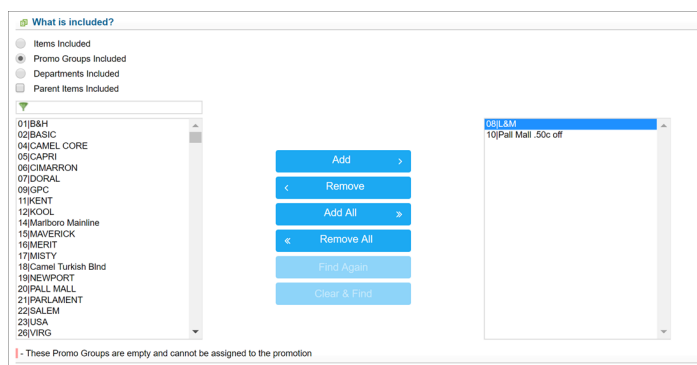 What is included?
Items Included
Promo Groups Included
Departments Included
Parent Items Included
01|B&H
02|BASIC
04|CAMEL CORE
05|CAPRI
06|CIMARRON
07|DORAL
09|GPC
11|KENT
12|KOOL
14|Marlboro Mainline
15|MAVERICK
16|MERIT
17|MISTY
18|Camel Turkish Blnd
19|NEWPORT
20|PALL MALL
21|PARLAMENT
22|SALEM
23|USA
26|VIRG
Add
Remove
Add All
Remove All
Find Again
Clear & Find
08|L&M
10|Pall Mall .50c off
- These Promo Groups are empty and cannot be assigned to the promotion